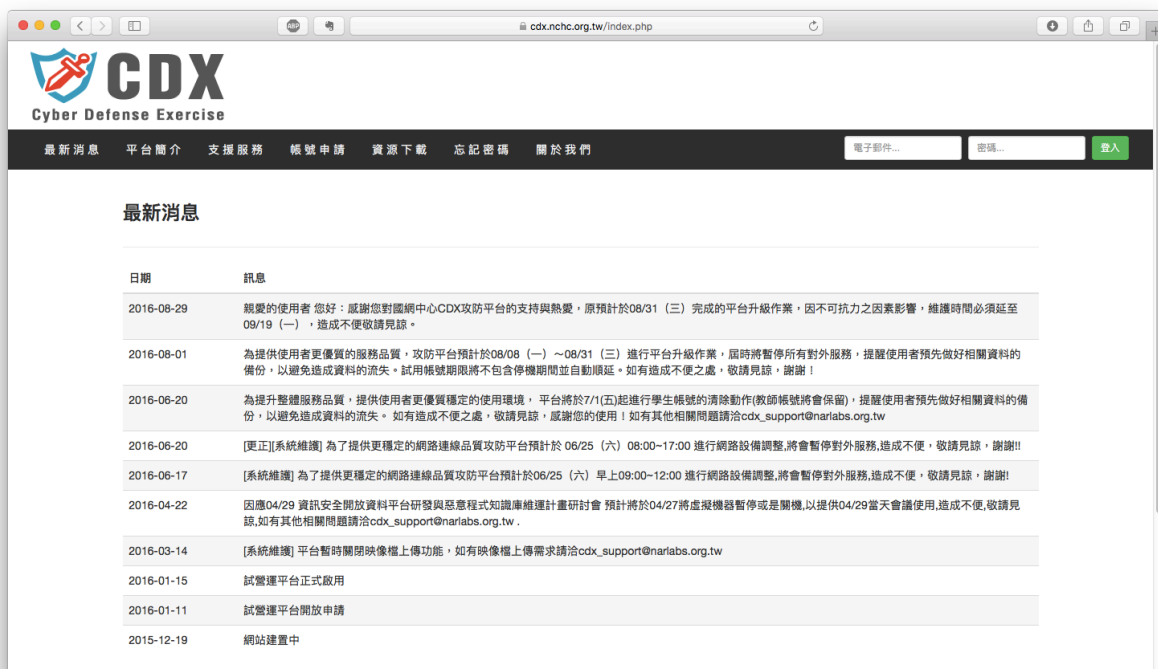 ABP
cdx.nchc.org.tw/index.php
CDX
Cyber Defense Exercise
最新消息 平台簡介 支援服務 帳號申請 資源下載 忘記密碼 關於我們 電子郵件... 密碼... 登入
最新消息
日期 訊息
2016-08-29 親愛的使用者 您好：感謝您對國網中心CDX攻防平台的支持與熱愛，原預計於08/31（三）完成的平台升級作業，因不可抗力之因素影響，維護時間必須延至
09/19（一），造成不便敬請見諒。
2016-08-01 為提供使用者更優質的服務品質，攻防平台預計於08/08（一）～08/31（三）進行平台升級作業，屆時將暫停所有對外服務，提醒使用者預先做好相關資料的
備份，以避免造成資料的流失。試用帳號期限將不包含停機期間並自動順延。如有造成不便之處，敬請見諒，謝謝！
2016-06-20 為提升整體服務品質，提供使用者更優質穩定的使用環境， 平台將於7/1(五)起進行學生帳號的清除動作(教師帳號將會保留)，提醒使用者預先做好相關資料的備
份，以避免造成資料的流失。 如有造成不便之處，敬請見諒，感謝您的使用！如有其他相關問題請洽cdx_support@narlabs.org.tw
2016-06-20 [更正][系統維護] 為了提供更穩定的網路連線品質攻防平台預計於 06/25（六）08:00~17:00 進行網路設備調整,將會暫停對外服務,造成不便，敬請見諒，謝謝!!
2016-06-17 [系統維護] 為了提供更穩定的網路連線品質攻防平台預計於06/25（六）早上09:00~12:00 進行網路設備調整,將會暫停對外服務,造成不便，敬請見諒，謝謝!
2016-04-22 因應04/29 資訊安全開放資料平台研發與惡意程式知識庫維運計畫研討會 預計將於04/27將虛擬機器暫停或是關機,以提供04/29當天會議使用,造成不便,敬請見
諒,如有其他相關問題請洽cdx_support@narlabs.org.tw .
2016-03-14 [系統維護] 平台暫時關閉映像檔上傳功能，如有映像檔上傳需求請洽cdx_support@narlabs.org.tw
2016-01-15 試營運平台正式啟用
2016-01-11 試營運平台開放申請
2015-12-19 網站建置中